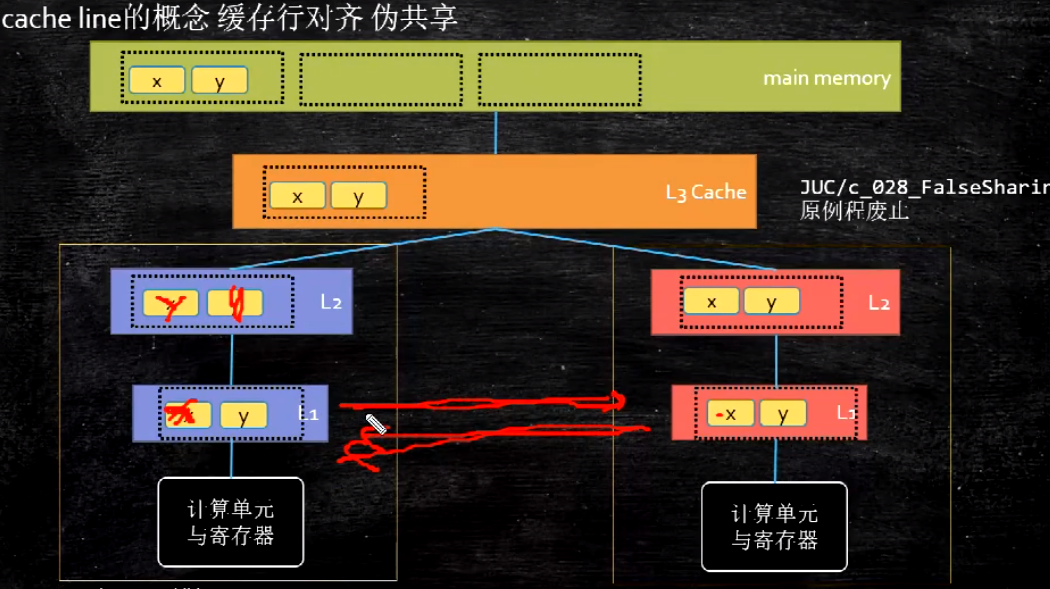 cache line的概念 缓存行对齐 伪共享
x y
main memory
x y
L3 Cache
JUC/c_028_FalseSharin
原例程废止
y
L2
x y
L2
y
L1
x y
L1
计算单元
与寄存器
计算单元
与寄存器